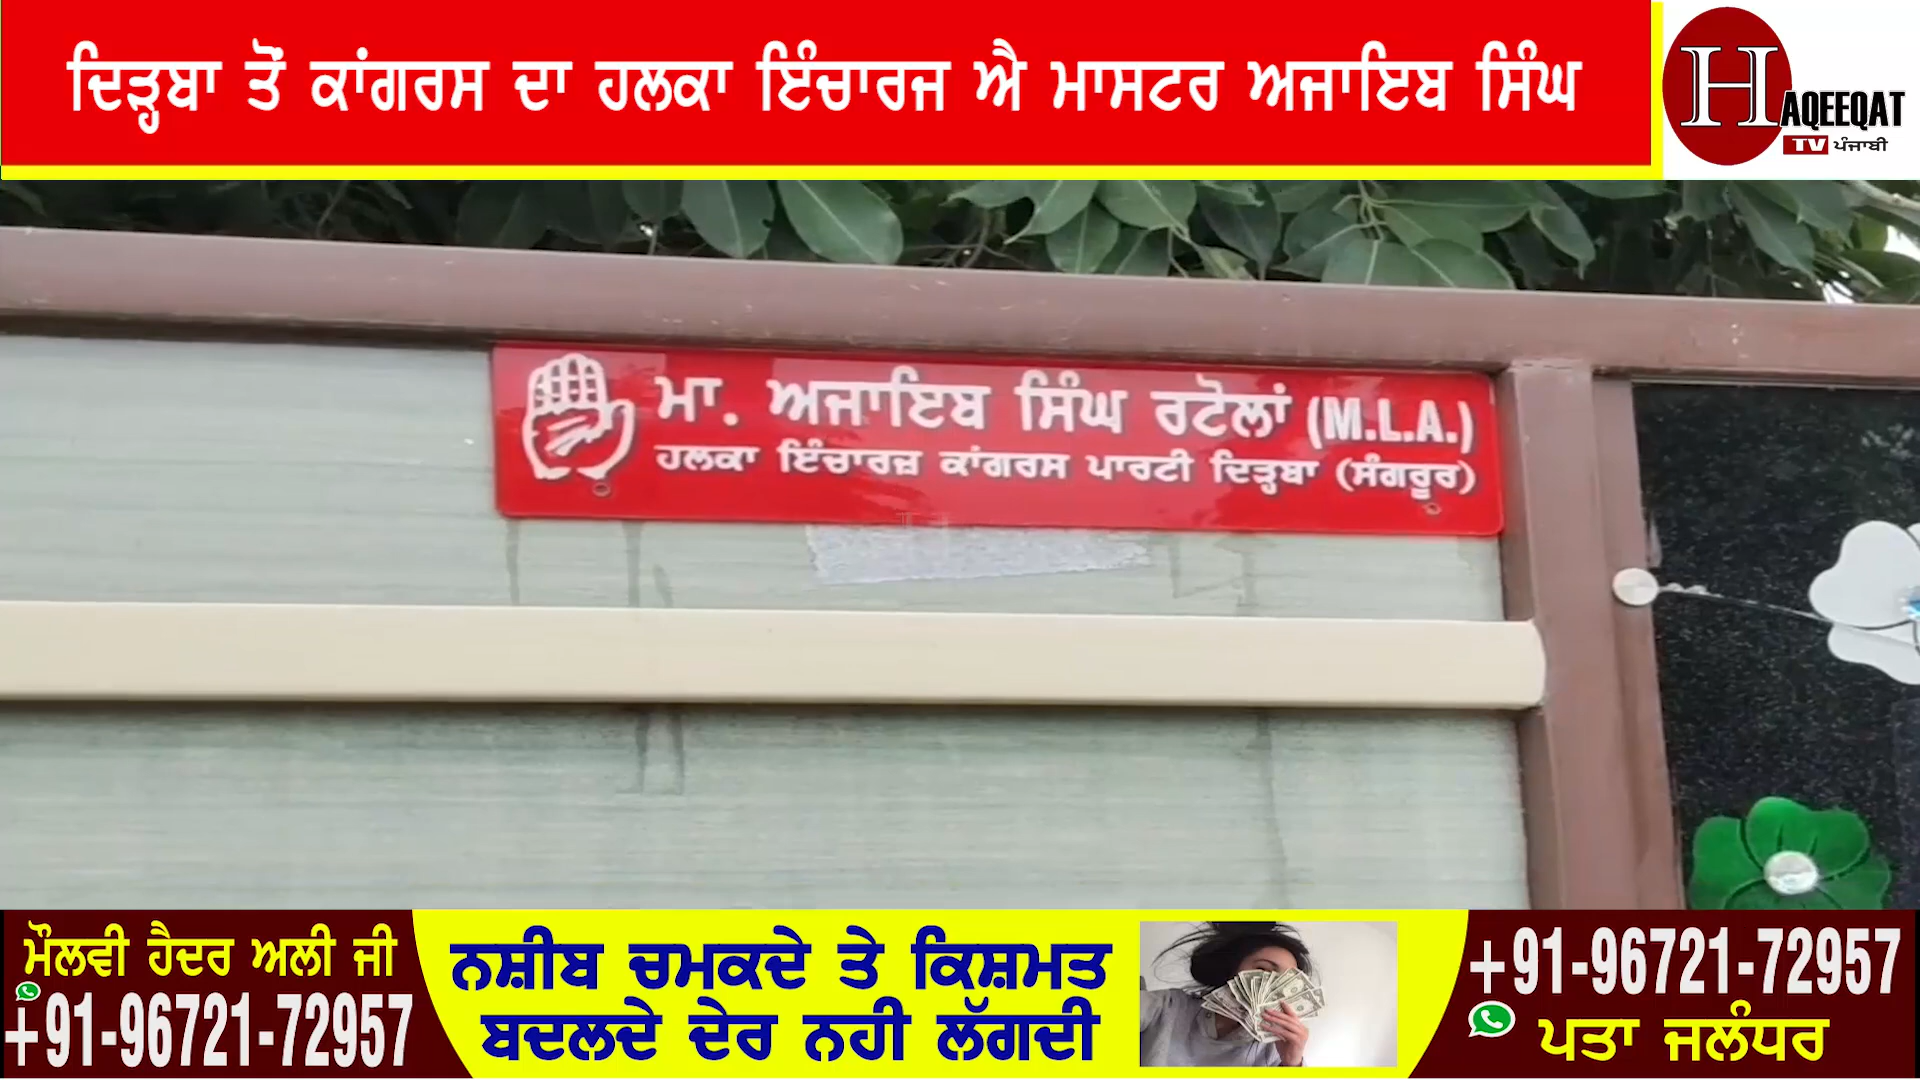 ਦਿੜ੍ਹਬਾ ਤੋਂ ਕਾਂਗਰਸ ਦਾ ਹਲਕਾ ਇੰਚਾਰਜ ਐ ਮਾਸਟਰ ਅਜਾਇਬ ਸਿੰਘ
HAQEEQAT
TV ਪੰਜਾਬੀ
ਮਾ. ਅਜਾਇਬ ਸਿੰਘ ਰਟੋਲਾਂ (M.L.A.)
ਹਲਕਾ ਇੰਚਾਰਜ਼ ਕਾਂਗਰਸ ਪਾਰਟੀ ਦਿੜ੍ਹਬਾ (ਸੰਗਰੂਰ)
ਮੌਲਵੀ ਹੈਦਰ ਅਲੀ ਜੀ
+91-96721-72957
ਨਸ਼ੀਬ ਚਮਕਦੇ ਤੇ ਕਿਸ਼ਮਤ
ਬਦਲਦੇ ਦੇਰ ਨਹੀ ਲੱਗਦੀ
+91-96721-72957
ਪਤਾ ਜਲੰਧਰ